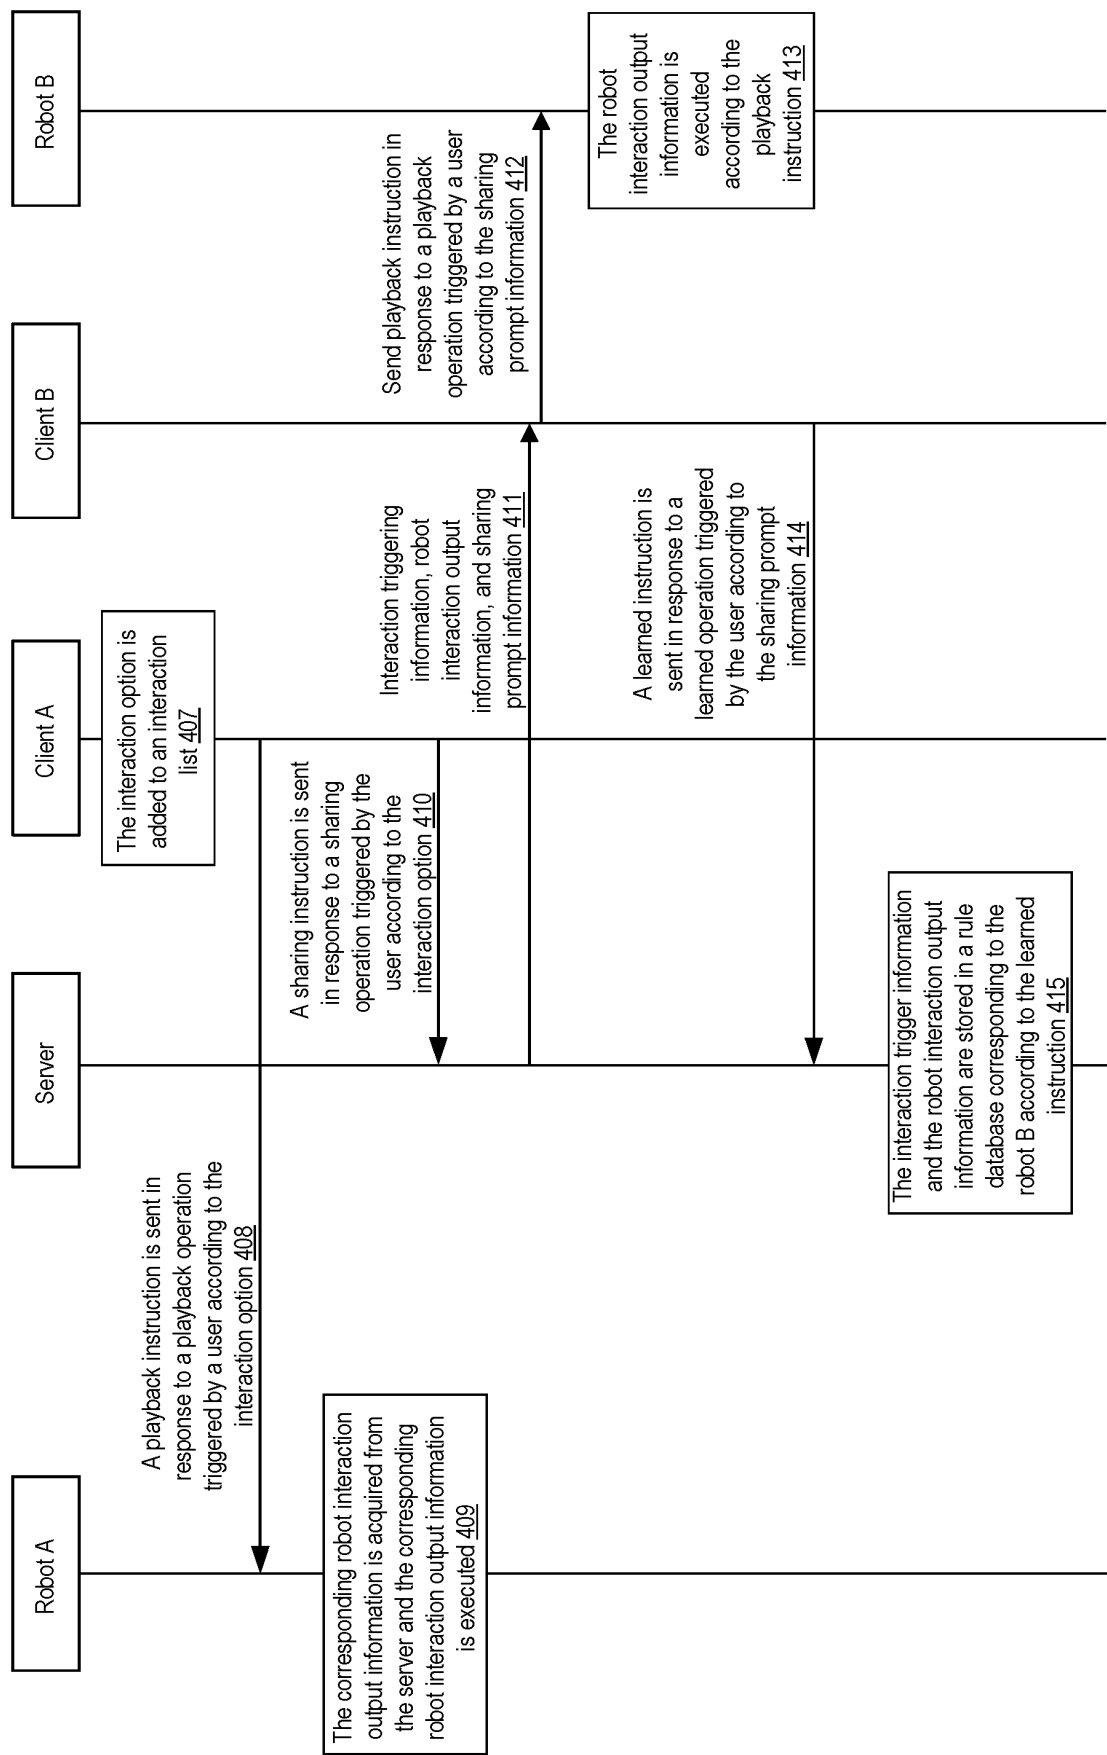 Robot A
Server
Client A
Client B
Robot B
The interaction option is
added to an interaction
list 407
A playback instruction is sent in
response to a playback operation
triggered by a user according to the
interaction option 408
The corresponding robot interaction
output information is acquired from
the server and the corresponding
robot interaction output information
is executed 409
A sharing instruction is sent
in response to a sharing
operation triggered by the
user according to the
interaction option 410
Interaction triggering
information, robot
interaction output
information, and sharing
prompt information 411
Send playback instruction in
response to a playback
operation triggered by a user
according to the sharing
prompt information 412
The robot
interaction output
information is
executed
according to the
playback
instruction 413
A learned instruction is
sent in response to a
learned operation triggered
by the user according to
the sharing prompt
information 414
The interaction trigger information
and the robot interaction output
information are stored in a rule
database corresponding to the
robot B according to the learned
instruction 415